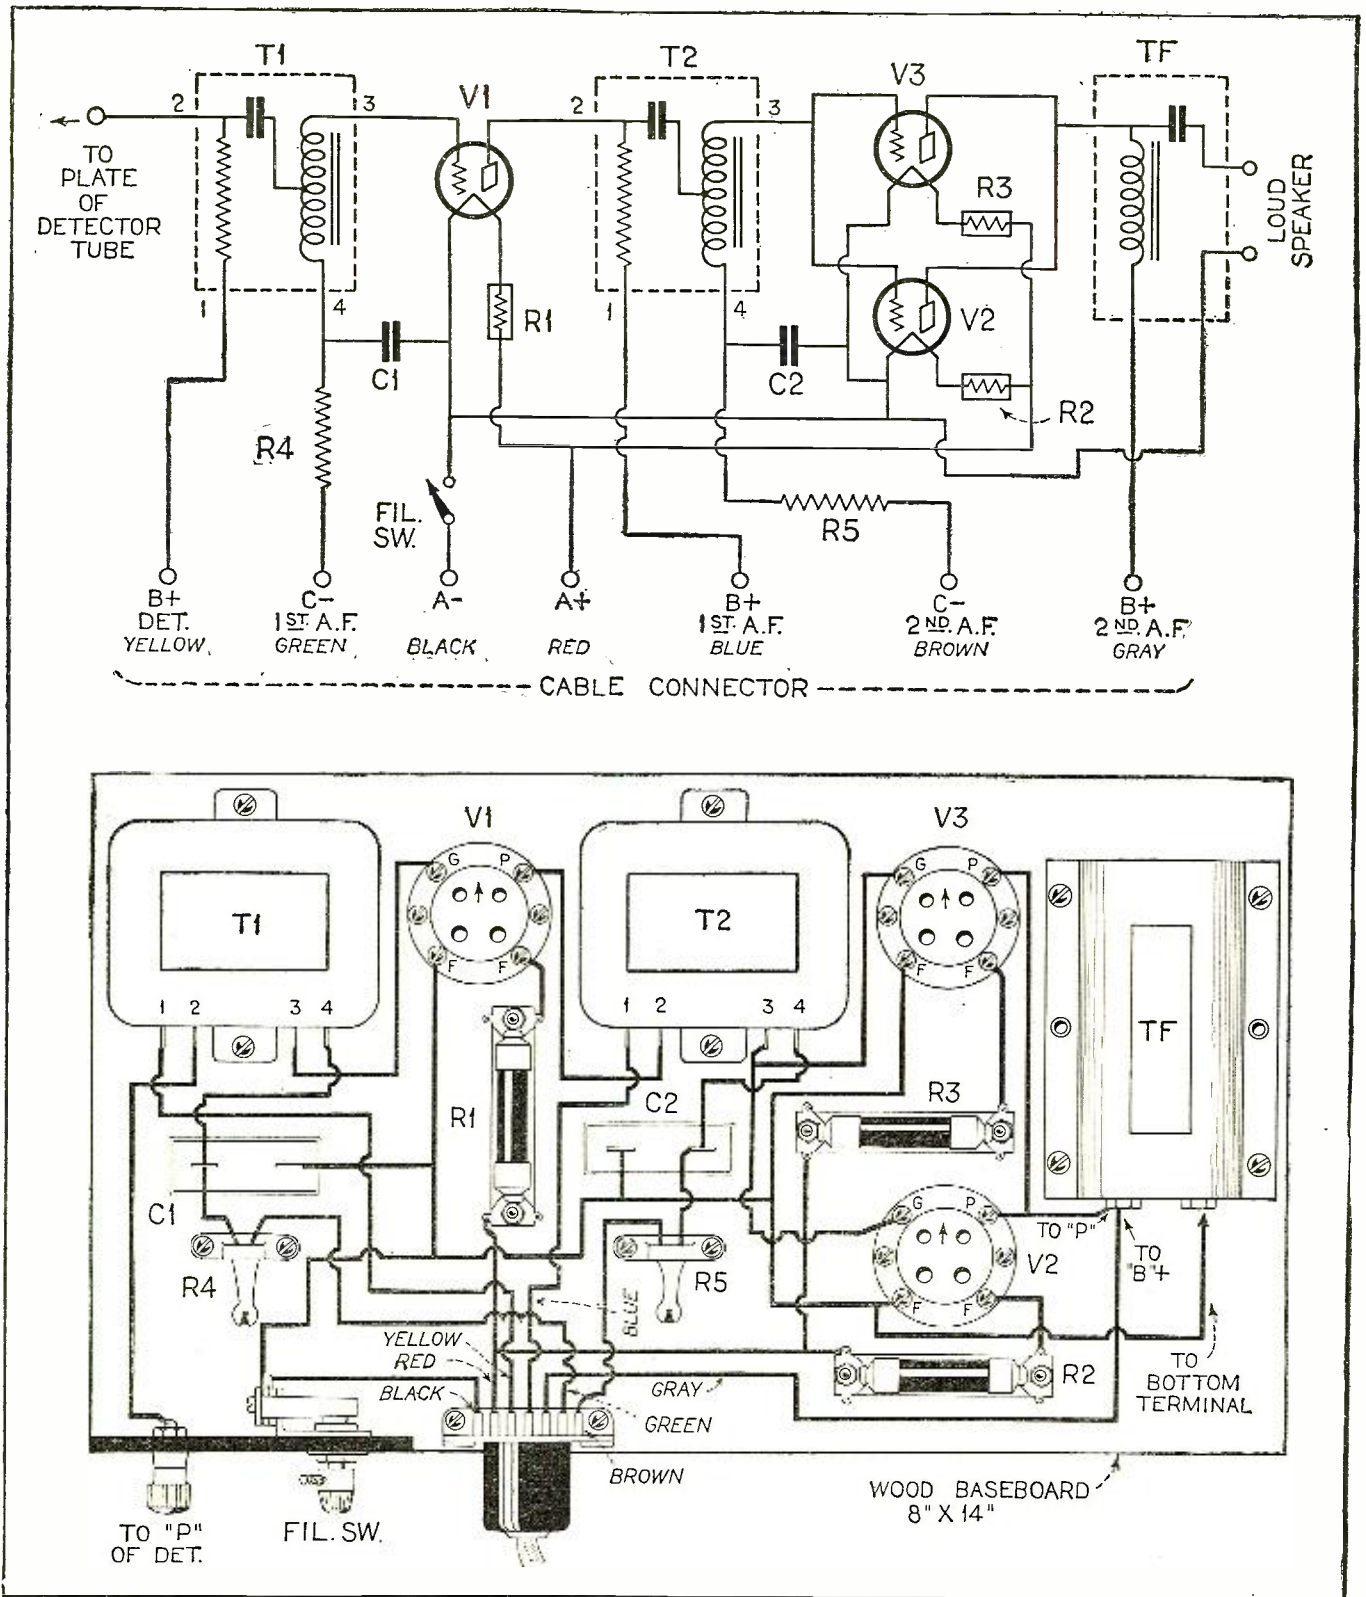 T1
T2
V3
TF
2
3
V1
2
3
TO
PLATE
OF
DETECTOR
TUBE
R3
LOUD
SPEAKER
1
4
R1
1
4
V2
C1
C2
R2
R4
FIL.
SW.
R5
B+
DET.
YELLOW
C-
1ST. A.F.
GREEN
A-
BLACK
A+
RED
B+
1ST. A.F.
BLUE
C-
2ND. A.F.
BROWN
B+
2ND. A.F.
GRAY
CABLE CONNECTOR
V1
V3
G P
G P
T1
T2
F F
F F
1 2 3 4
1 2 3 4
TF
R1
C2
R3
C1
G P
TO "P"
TO
"B"+
R4
R5
V2
F F
BLUE
YELLOW
RED
BLACK
GRAY
GREEN
BROWN
R2
TO
BOTTOM
TERMINAL
WOOD BASEBOARD
8" X 14"
TO "P"
OF DET.
FIL. SW.